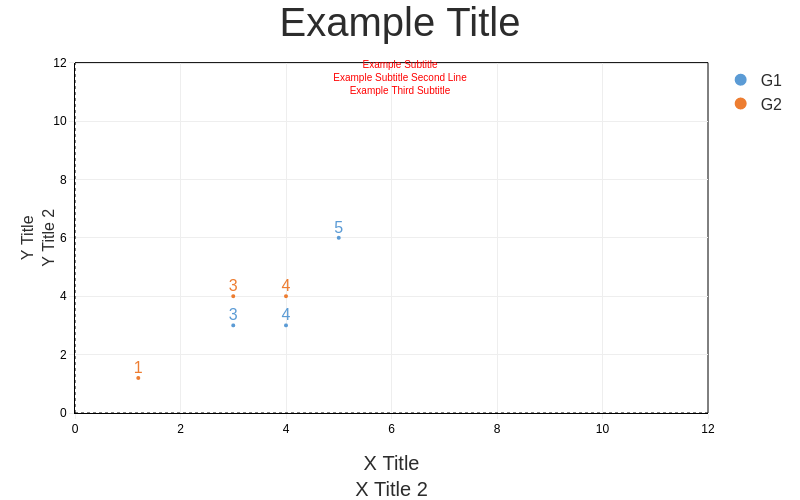 Example Title
Example Subtitle
Example Subtitle Second Line
Example Third Subtitle
G1
G2
Y Title
Y Title 2
12
10
8
6
4
2
0
5
3
4
3
4
1
0
2
4
6
8
10
12
X Title
X Title 2